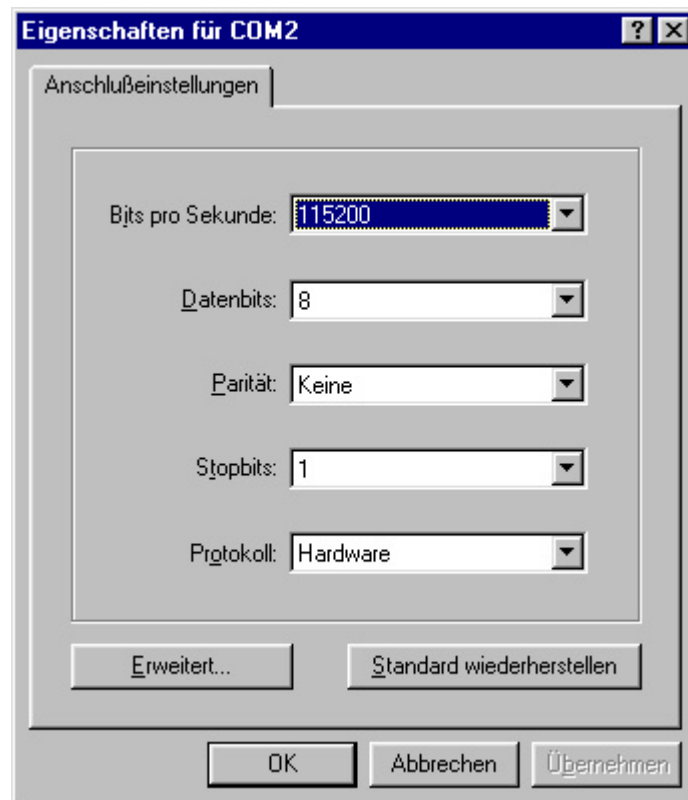 Eigenschaften für COM2
Anschlußeinstellungen
Bits pro Sekunde: 115200
Datenbits: 8
Parität: Keine
Stopbits: 1
Protokoll: Hardware
Erweitert... Standard wiederherstellen
OK Abbrechen Übernehmen